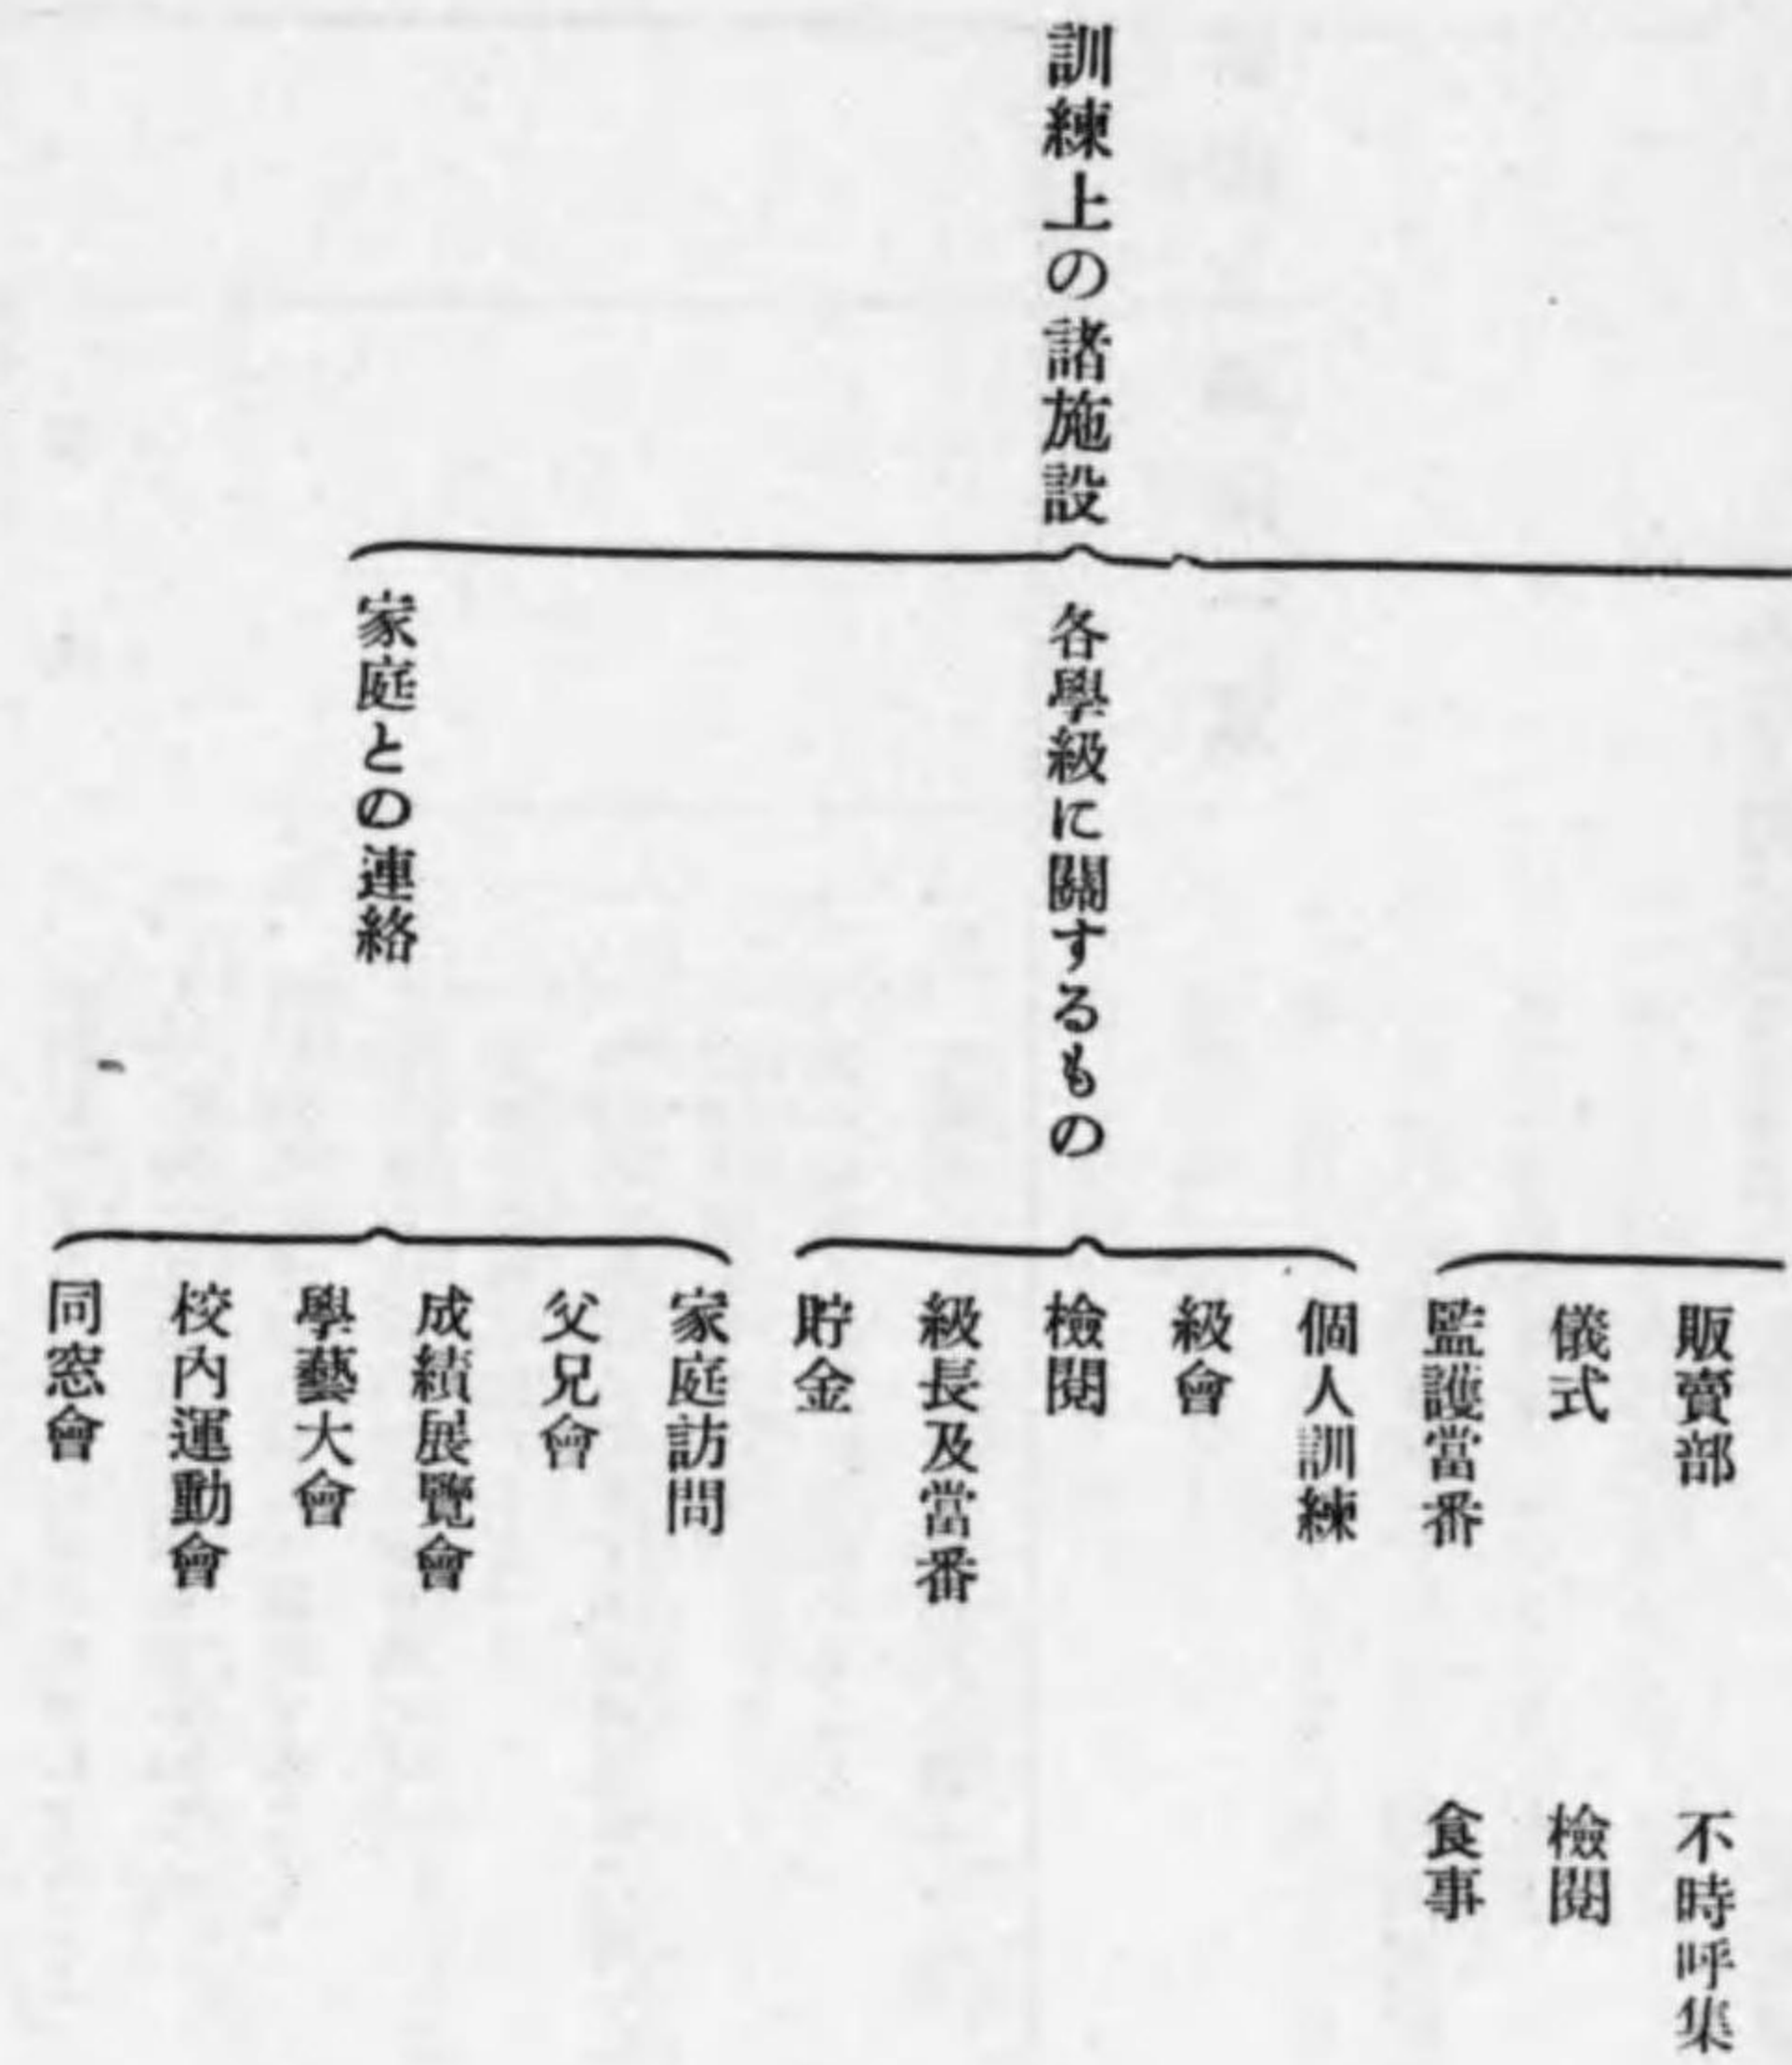 訓練上の諸施設
販賣部
不時呼集
儀式
檢閱
監護當番
食事
各學級に關するもの
個人訓練
級會
檢閱
級長及當番
貯金
家庭との連絡
家庭訪問
父兄會
成績展覽會
學藝大會
校內運動會
同窓會